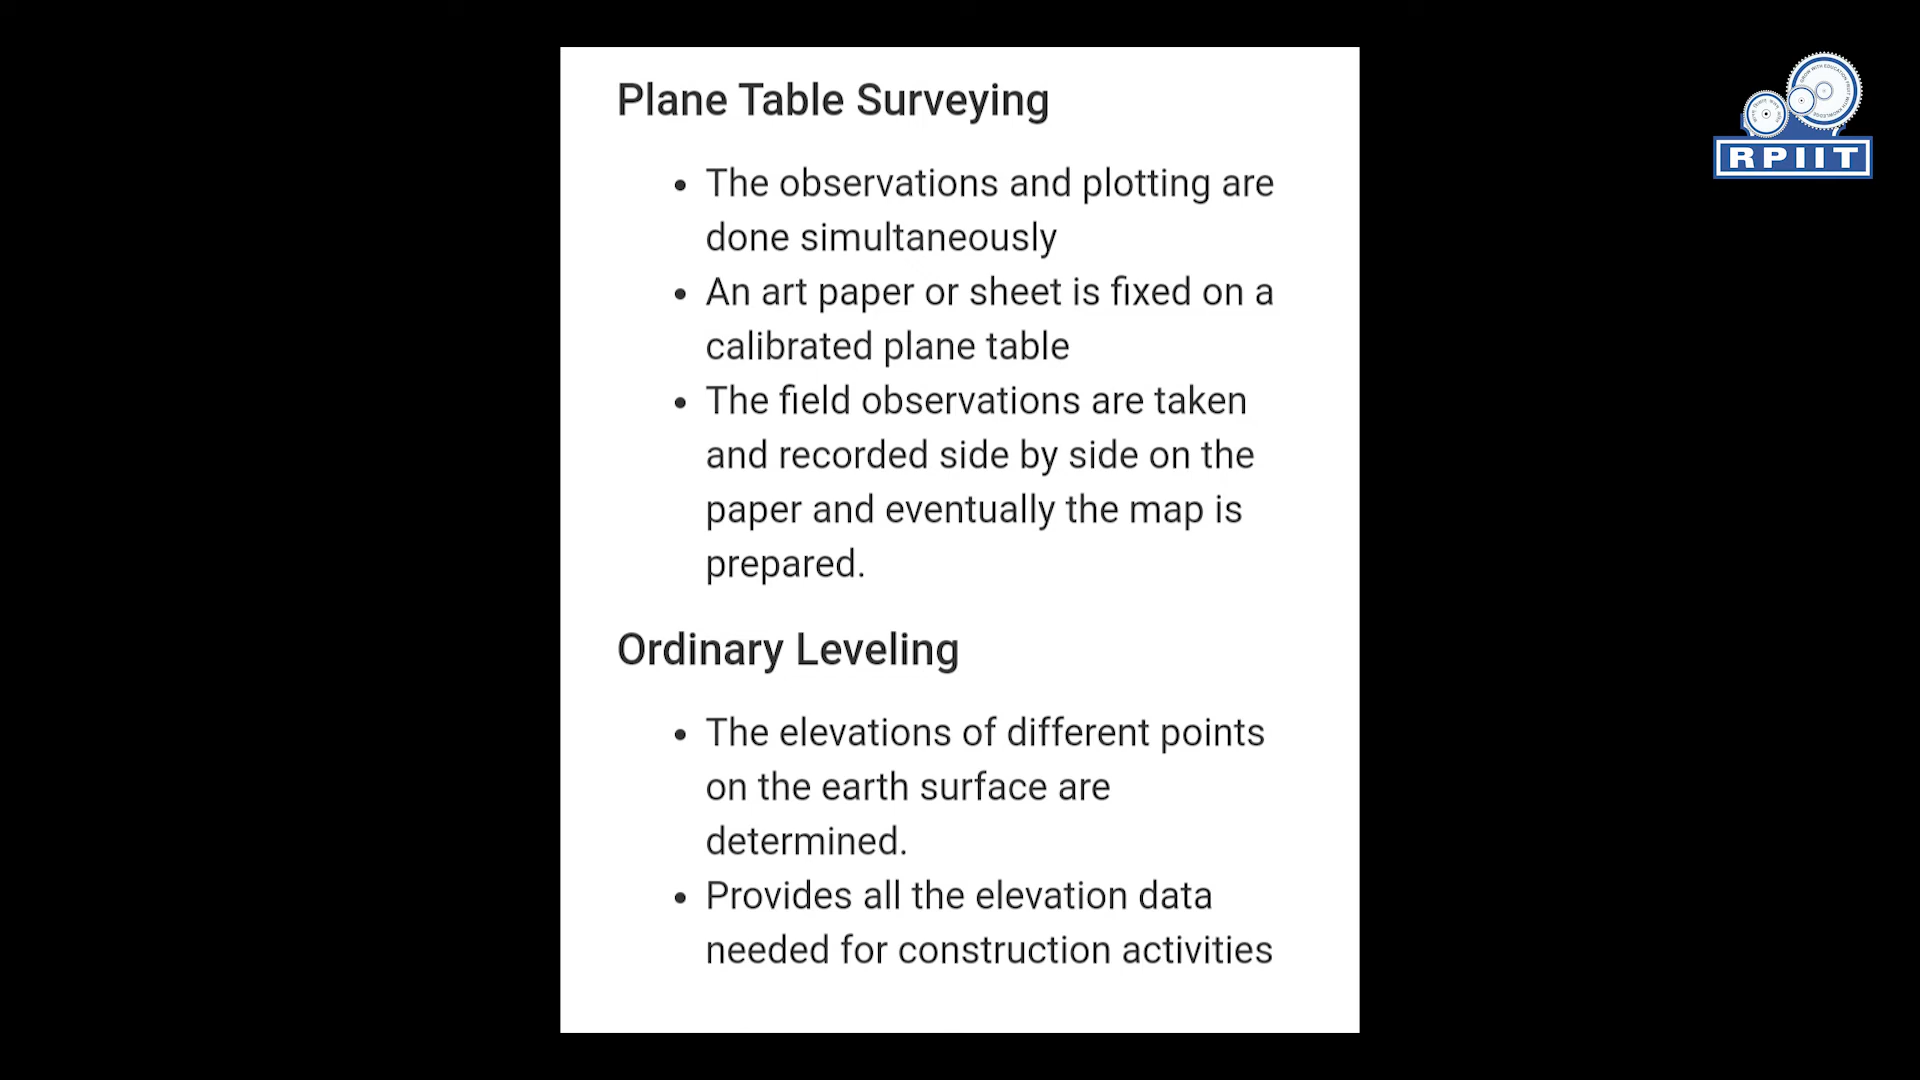 Plane Table Surveying
• The observations and plotting are
done simultaneously
• An art paper or sheet is fixed on a
calibrated plane table
• The field observations are taken
and recorded side by side on the
paper and eventually the map is
prepared.
Ordinary Leveling
• The elevations of different points
on the earth surface are
determined.
• Provides all the elevation data
needed for construction activities
RPIIT